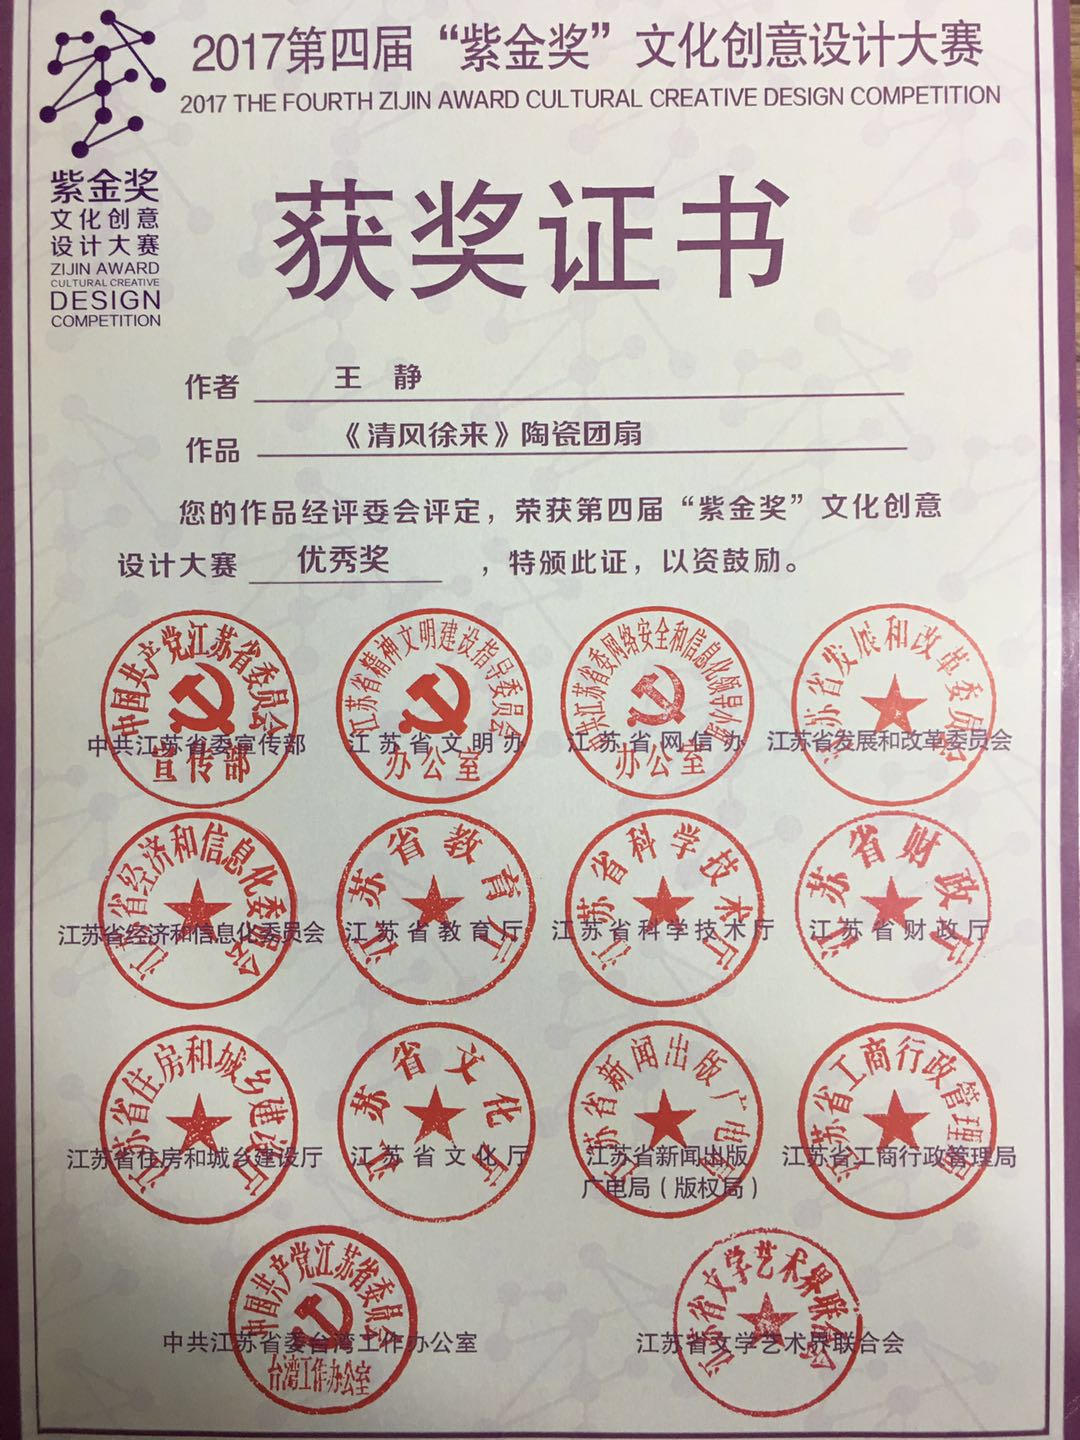 2017第四届“紫金奖”文化创意设计大赛
2017 THE FOURTH ZIJIN AWARD CULTURAL CREATIVE DESIGN COMPETITION
紫金奖
文化创意
设计大赛
ZIJIN AWARD
CULTURAL CREATIVE
DESIGN
COMPETITION
获奖证书
作者 王 静
作品 《清风徐来》陶瓷团扇
您的作品经评委会评定，荣获第四届“紫金奖”文化创意
设计大赛 优秀奖 ，特颁此证，以资鼓励。
中国共产党江苏省委员会
宣传部
中共江苏省委宣传部
江苏省精神文明建设指导委员会
办公室
江苏省文明办
中共江苏省委网络安全和信息化领导小组
办公室
江苏省网信办
江苏省发展和改革委员会
江苏省发展和改革委员会
江苏省经济和信息化委员会
江苏省经济和信息化委员会
江苏省教育厅
江苏省教育厅
江苏省科学技术厅
江苏省科学技术厅
江苏省财政厅
江苏省财政厅
江苏省住房和城乡建设厅
江苏省住房和城乡建设厅
江苏省文化厅
江苏省文化厅
江苏省新闻出版广电局
江苏省新闻出版
广电局（版权局）
江苏省工商行政管理局
江苏省工商行政管理局
中国共产党江苏省委员会
台湾工作办公室
中共江苏省委台湾工作办公室
江苏省文学艺术界联合会
江苏省文学艺术界联合会